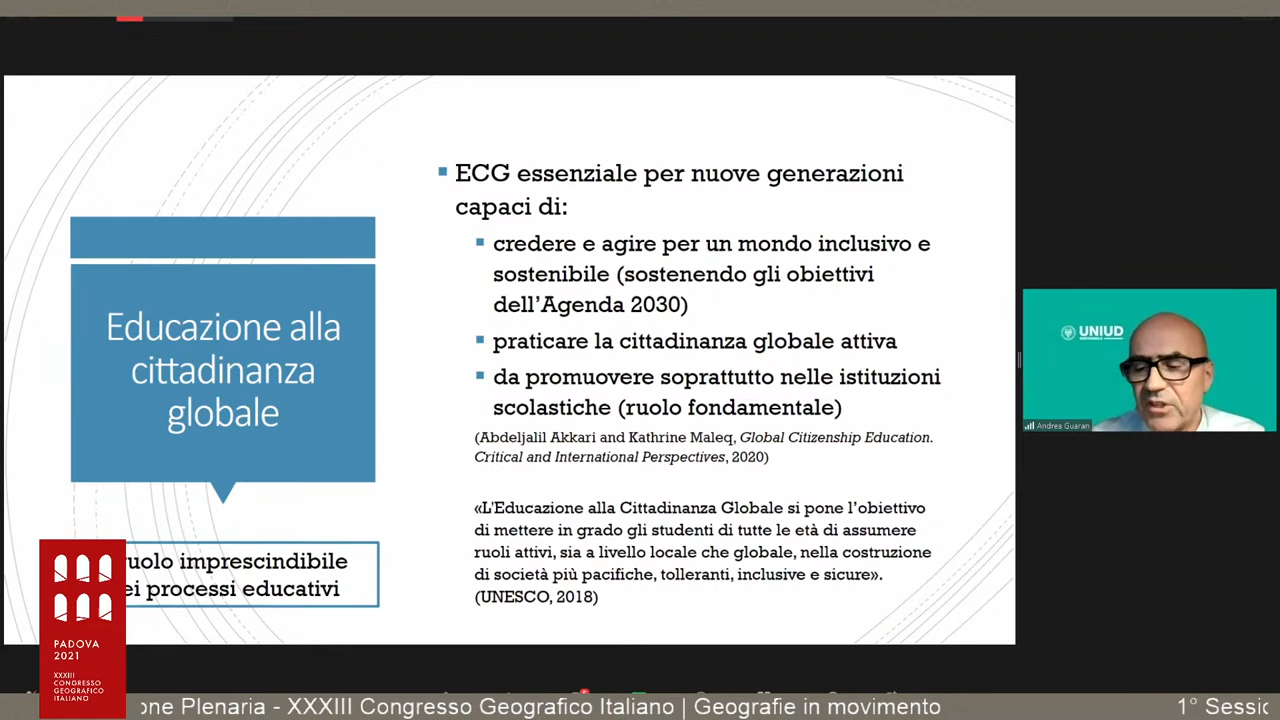 Educazione alla
cittadinanza
globale
ruolo imprescindibile
ei processi educativi
▪ ECG essenziale per nuove generazioni
capaci di:
▪ credere e agire per un mondo inclusivo e
sostenibile (sostenendo gli obiettivi
dell’Agenda 2030)
▪ praticare la cittadinanza globale attiva
▪ da promuovere soprattutto nelle istituzioni
scolastiche (ruolo fondamentale)
(Abdeljalil Akkari and Kathrine Maleq, Global Citizenship Education.
Critical and International Perspectives, 2020)
«L'Educazione alla Cittadinanza Globale si pone l’obiettivo
di mettere in grado gli studenti di tutte le età di assumere
ruoli attivi, sia a livello locale che globale, nella costruzione
di società più pacifiche, tolleranti, inclusive e sicure».
(UNESCO, 2018)
UNIUD
Andrea Guaran
PADOVA
2021
XXXIII
CONGRESSO
GEOGRAFICO
ITALIANO
one Plenaria - XXXIII Congresso Geografico Italiano | Geografie in movimento
1° Sessic